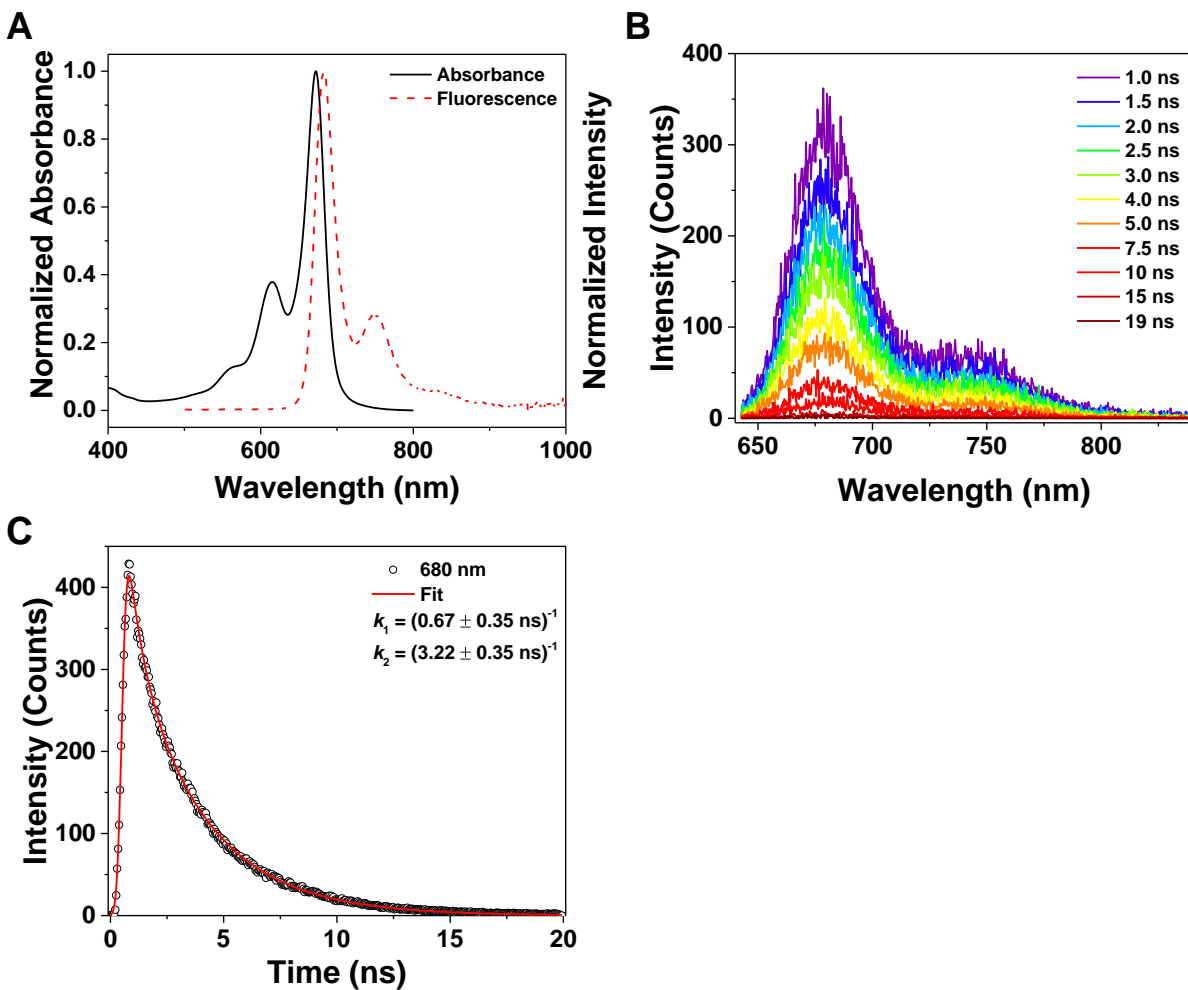 A
Normalized Absorbance
1.0
0.8
0.6
0.4
0.2
0.0
400
600
800
1000
Wavelength (nm)
Normalized Intensity
Absorbance
Fluorescence
B
Intensity (Counts)
400
300
200
100
0
650
700
750
800
Wavelength (nm)
1.0 ns
1.5 ns
2.0 ns
2.5 ns
3.0 ns
4.0 ns
5.0 ns
7.5 ns
10 ns
15 ns
19 ns
C
Intensity (Counts)
400
300
200
100
0
0
5
10
15
20
Time (ns)
680 nm
Fit
k₁ = (0.67 ± 0.35 ns)⁻¹
k₂ = (3.22 ± 0.35 ns)⁻¹